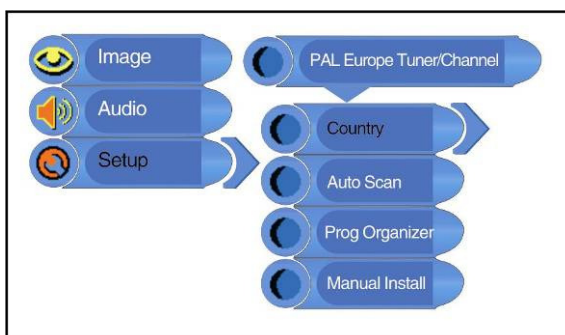 Image
Audio
Setup
PAL Europe Tuner/Channel
Country
Auto Scan
Prog Organizer
Manual Install